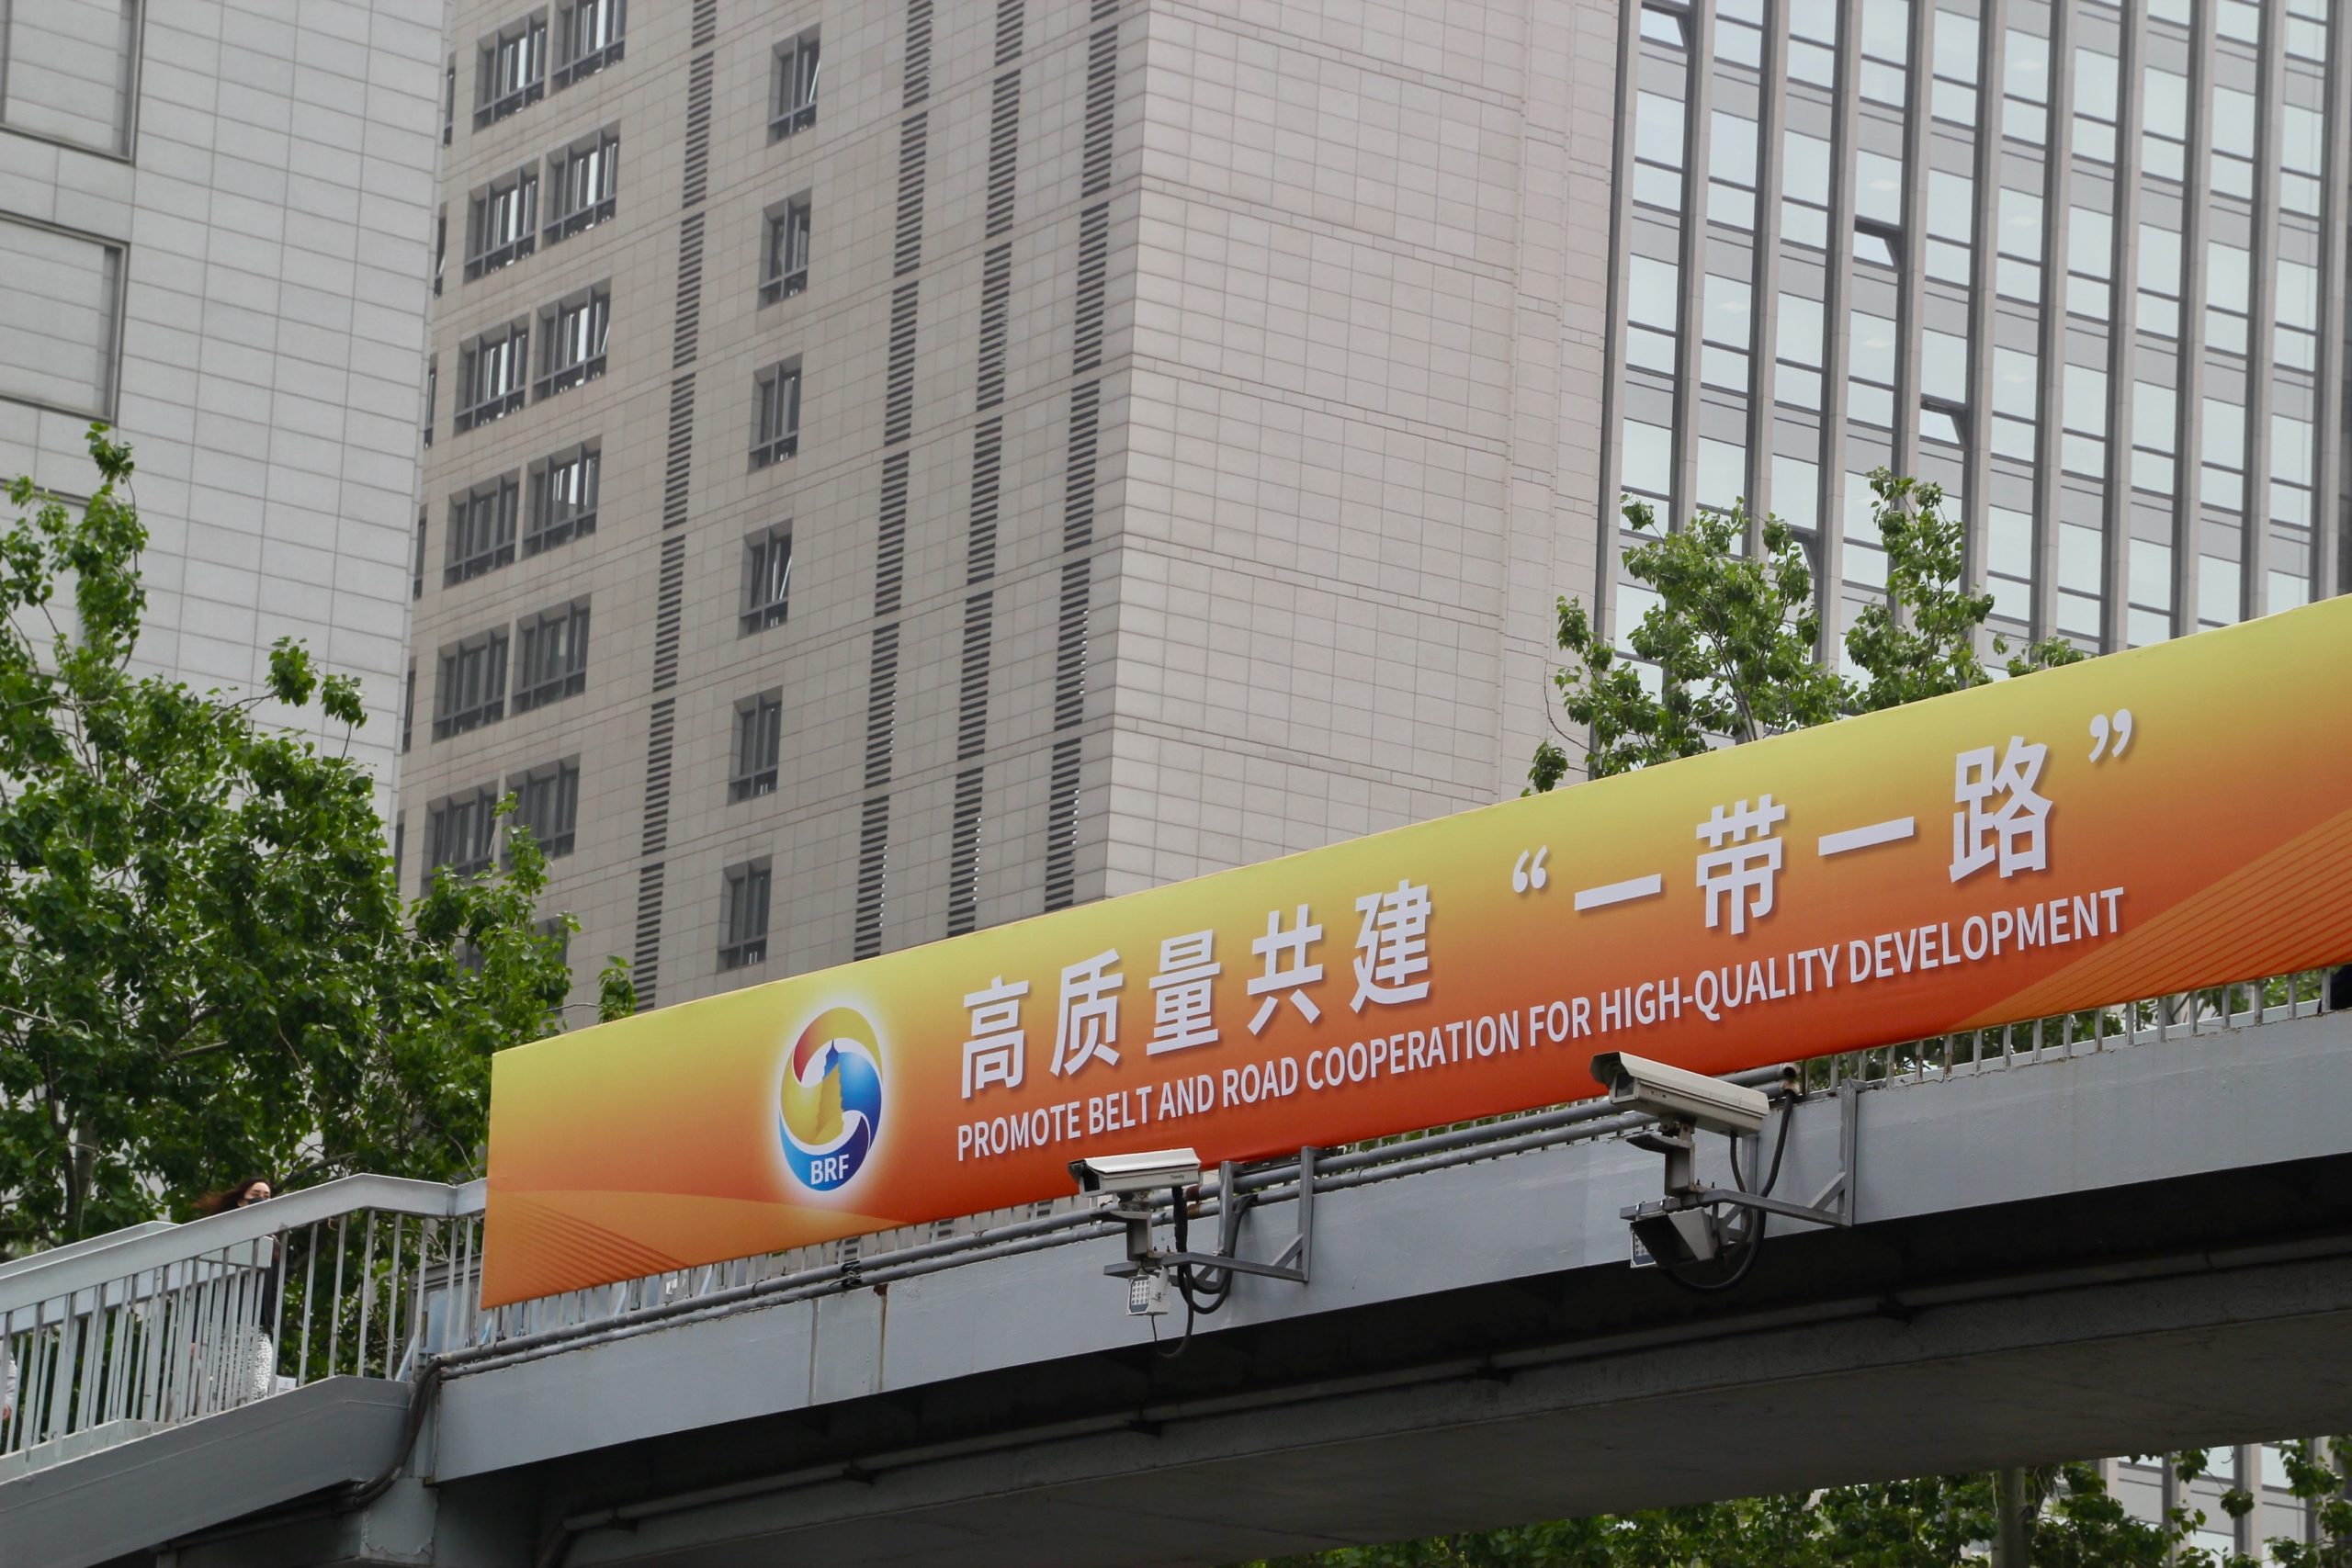 高质量共建“一带一路”
PROMOTE BELT AND ROAD COOPERATION FOR HIGH-QUALITY DEVELOPMENT
BRF